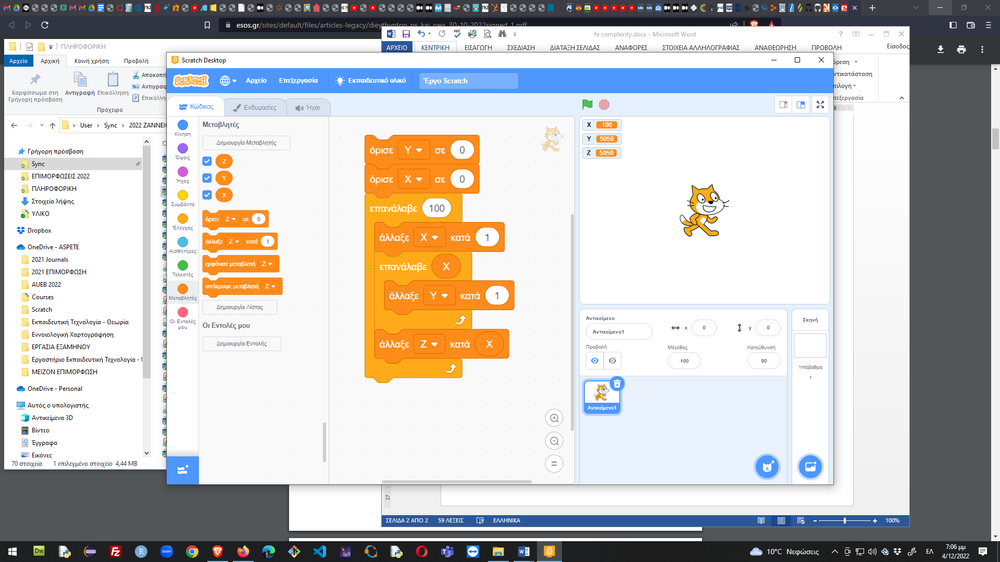 esos.gr/sites/default/files/articles-legacy/dieythynton_ps_kai_peis_30-10-2022signed_1.pdf
fe complexity.docx - Microsoft Word
ΑΡΧΕΙΟ ΚΕΝΤΡΙΚΗ ΕΙΣΑΓΩΓΗ ΣΧΕΔΙΑΣΗ ΔΙΑΤΑΞΗ ΣΕΛΙΔΑΣ ΑΝΑΦΟΡΕΣ ΣΤΟΙΧΕΙΑ ΑΛΛΗΛΟΓΡΑΦΙΑΣ ΑΝΑΘΕΩΡΗΣΗ ΠΡΟΒΟΛΗ Είσοδος
ύρεση
ντικατάσταση
πιλογή
πεξεργασία
ΠΛΗΡΟΦΟΡΙΚΗ
Αρχείο Αρχική Κοινή χρήση Προβολή
Καρφίτσωμα στη
Γρήγορη πρόσβαση
Αντιγραφή
Επικόλληση
Αποκοπή
Αντιγραφ
Επικόλλησ
Πρόχειρο
User Sync 2022 ΖΑΝΝΕΙΟ
Γρήγορη πρόσβαση
Sync
ΕΠΙΜΟΡΦΩΣΕΙΣ 2022
ΠΛΗΡΟΦΟΡΙΚΗ
Στοιχεία λήψης
ΥΛΙΚΟ
Dropbox
OneDrive - ASPETE
2021 Journals
2021 ΕΠΙΜΟΡΦΩΣΗ
AUEB 2022
Courses
Scratch
Εκπαιδευτική Τεχνολογία - Θεωρία
Εννοιολογική Χαρτογράφηση
ΕΡΓΑΣΙΑ ΕΞΑΜΗΝΟΥ
Εργαστήριο Εκπαιδευτική Τεχνολογία - Ι
ΜΕΙΖΟΝ ΕΠΙΜΟΡΦΩΣΗ
OneDrive - Personal
Αυτός ο υπολογιστής
Αντικείμενα 3D
Βίντεο
Έγγραφα
Εικόνες
70 στοιχεία 1 επιλεγμένο στοιχείο 4,44 MB
Scratch Desktop
SCRATCH Αρχείο Επεξεργασία Εκπαιδευτικό υλικό Έργο Scratch
Κώδικας Ενδυμασίες Ήχοι
Κίνηση
Όψεις
Ήχος
Συμβάντα
Έλεγχος
Αισθητήρες
Τελεστές
Μεταβλητές
Οι Εντολές μου
Μεταβλητές
Δημιουργία Μεταβλητής
Z
Y
X
όρισε Z σε 0
άλλαξε Z κατά 1
εμφάνισε μεταβλητή Z
απόκρυψε μεταβλητή Z
Δημιουργία Λίστας
Οι Εντολές μου
Δημιουργία Εντολής
όρισε Y σε 0
όρισε X σε 0
επανάλαβε 100
άλλαξε X κατά 1
επανάλαβε X
άλλαξε Y κατά 1
άλλαξε Z κατά X
X 100
Y 5050
Z 5050
Αντικείμενο
Αντικείμενο1
x 0 y 0
Προβολή
Μέγεθος
100
Κατεύθυνση
90
Αντικείμενο1
Σκηνή
Υπόβαθρα
1
27
ΣΕΛΙΔΑ 2 ΑΠΟ 2 59 ΛΕΞΕΙΣ ΕΛΛΗΝΙΚΑ 100%
10°C Νεφώσεις ΕΛ
7:06 μμ
4/12/2022